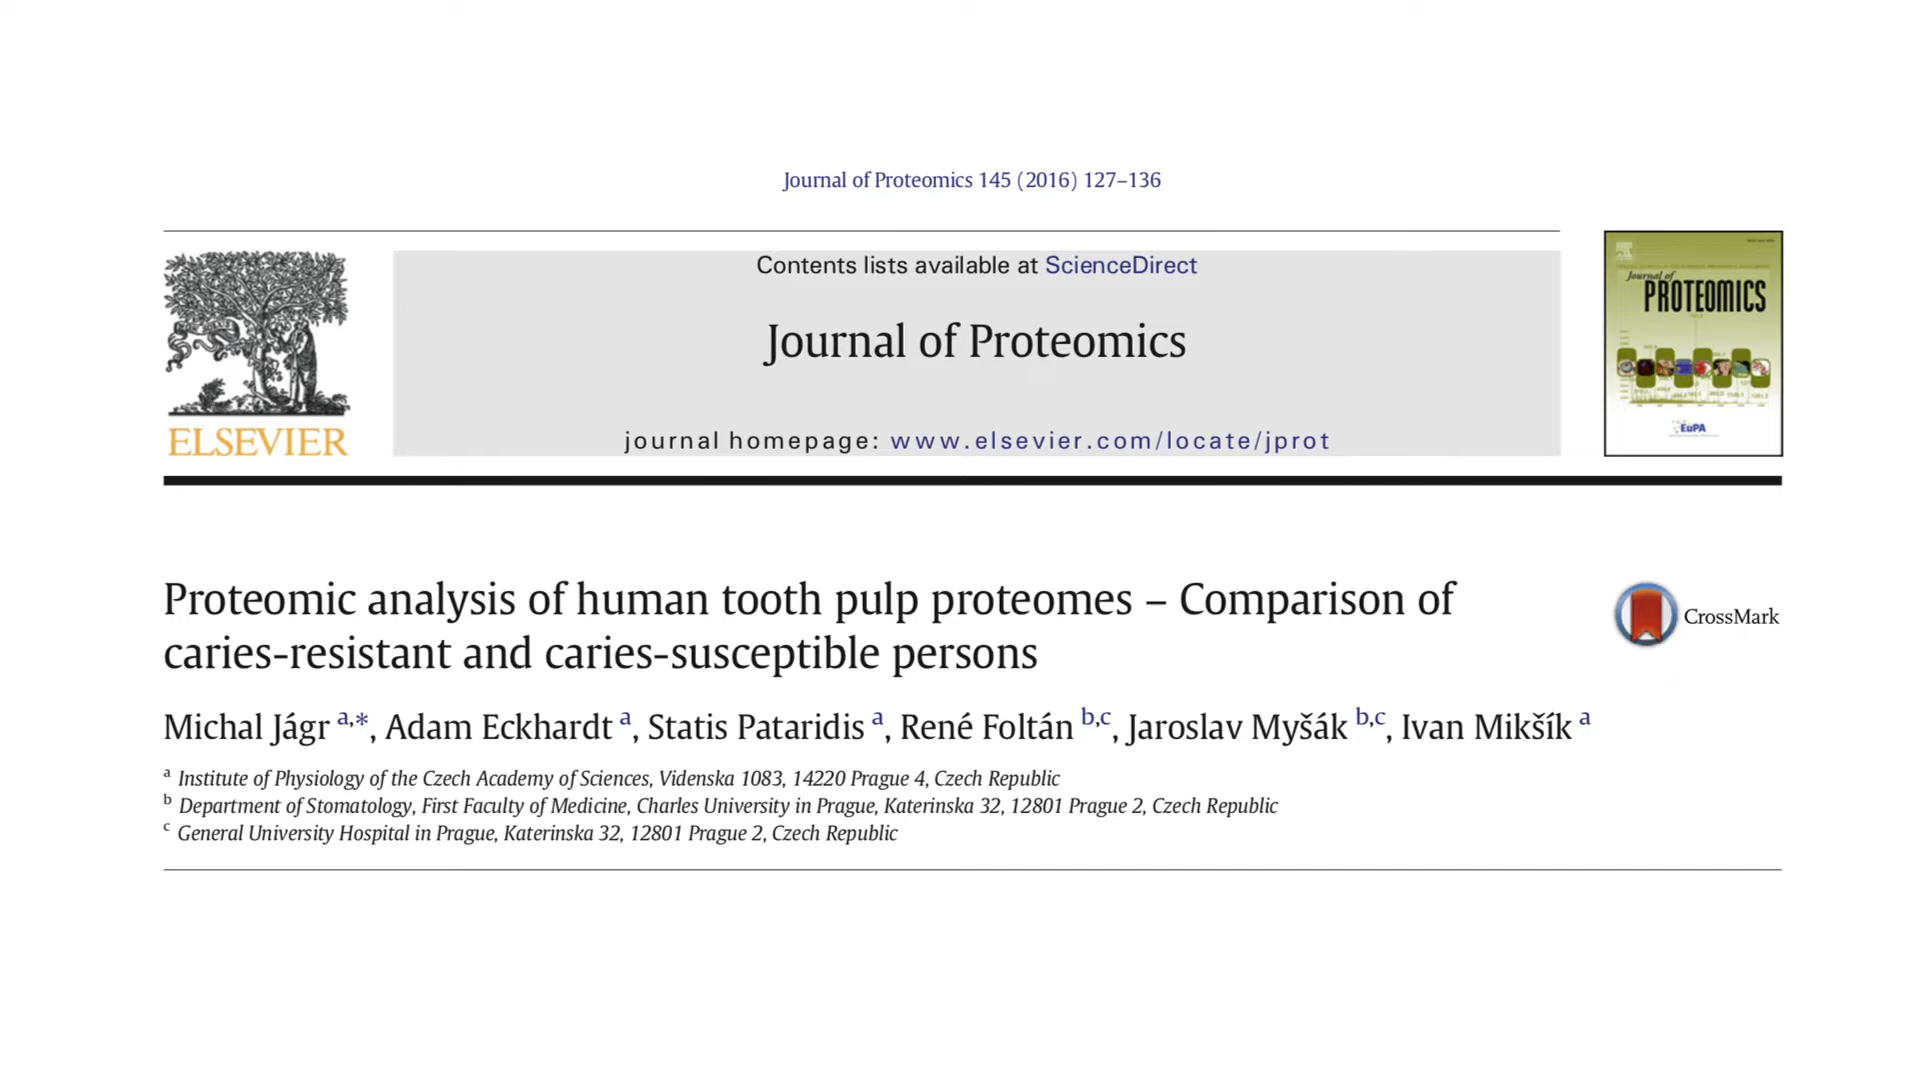 Journal of Proteomics 145 (2016) 127–136
Contents lists available at ScienceDirect
Journal of Proteomics
journal homepage: www.elsevier.com/locate/jprot
ELSEVIER
Journal of
PROTEOMICS
EuPA
Proteomic analysis of human tooth pulp proteomes – Comparison of
caries-resistant and caries-susceptible persons
CrossMark
Michal Jágr a,*, Adam Eckhardt a, Statis Pataridis a, René Foltán b,c, Jaroslav Myšák b,c, Ivan Mikšík a
a Institute of Physiology of the Czech Academy of Sciences, Videnska 1083, 14220 Prague 4, Czech Republic
b Department of Stomatology, First Faculty of Medicine, Charles University in Prague, Katerinska 32, 12801 Prague 2, Czech Republic
c General University Hospital in Prague, Katerinska 32, 12801 Prague 2, Czech Republic